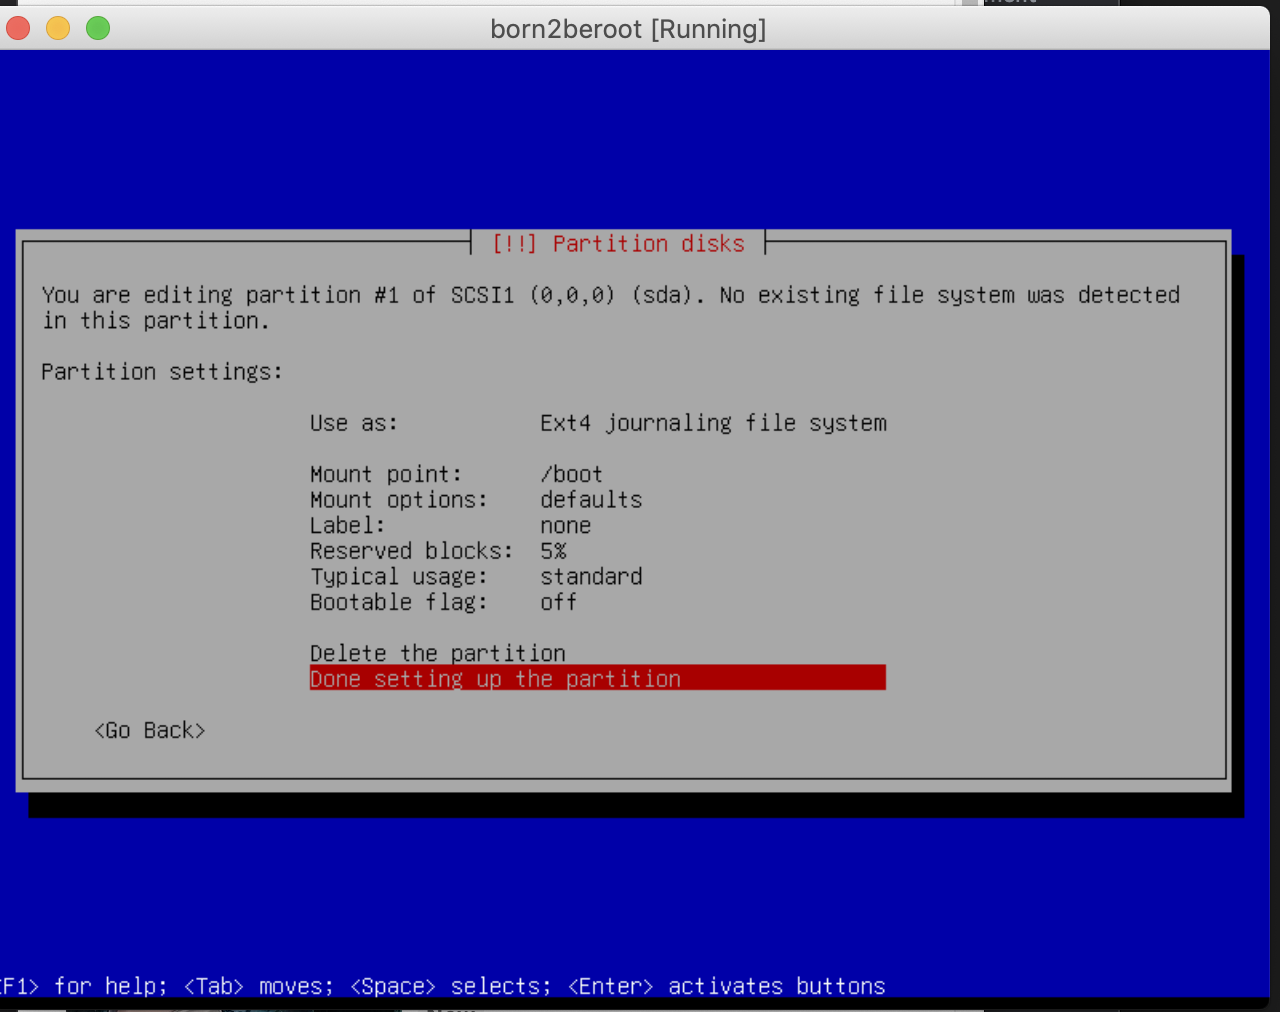 born2beroot [Running]
[!!] Partition disks
You are editing partition #1 of SCSI1 (0,0,0) (sda). No existing file system was detected
in this partition.
Partition settings:
Use as: Ext4 journaling file system
Mount point: /boot
Mount options: defaults
Label: none
Reserved blocks: 5%
Typical usage: standard
Bootable flag: off
Delete the partition
Done setting up the partition
<Go Back>
F1> for help; <Tab> moves; <Space> selects; <Enter> activates buttons